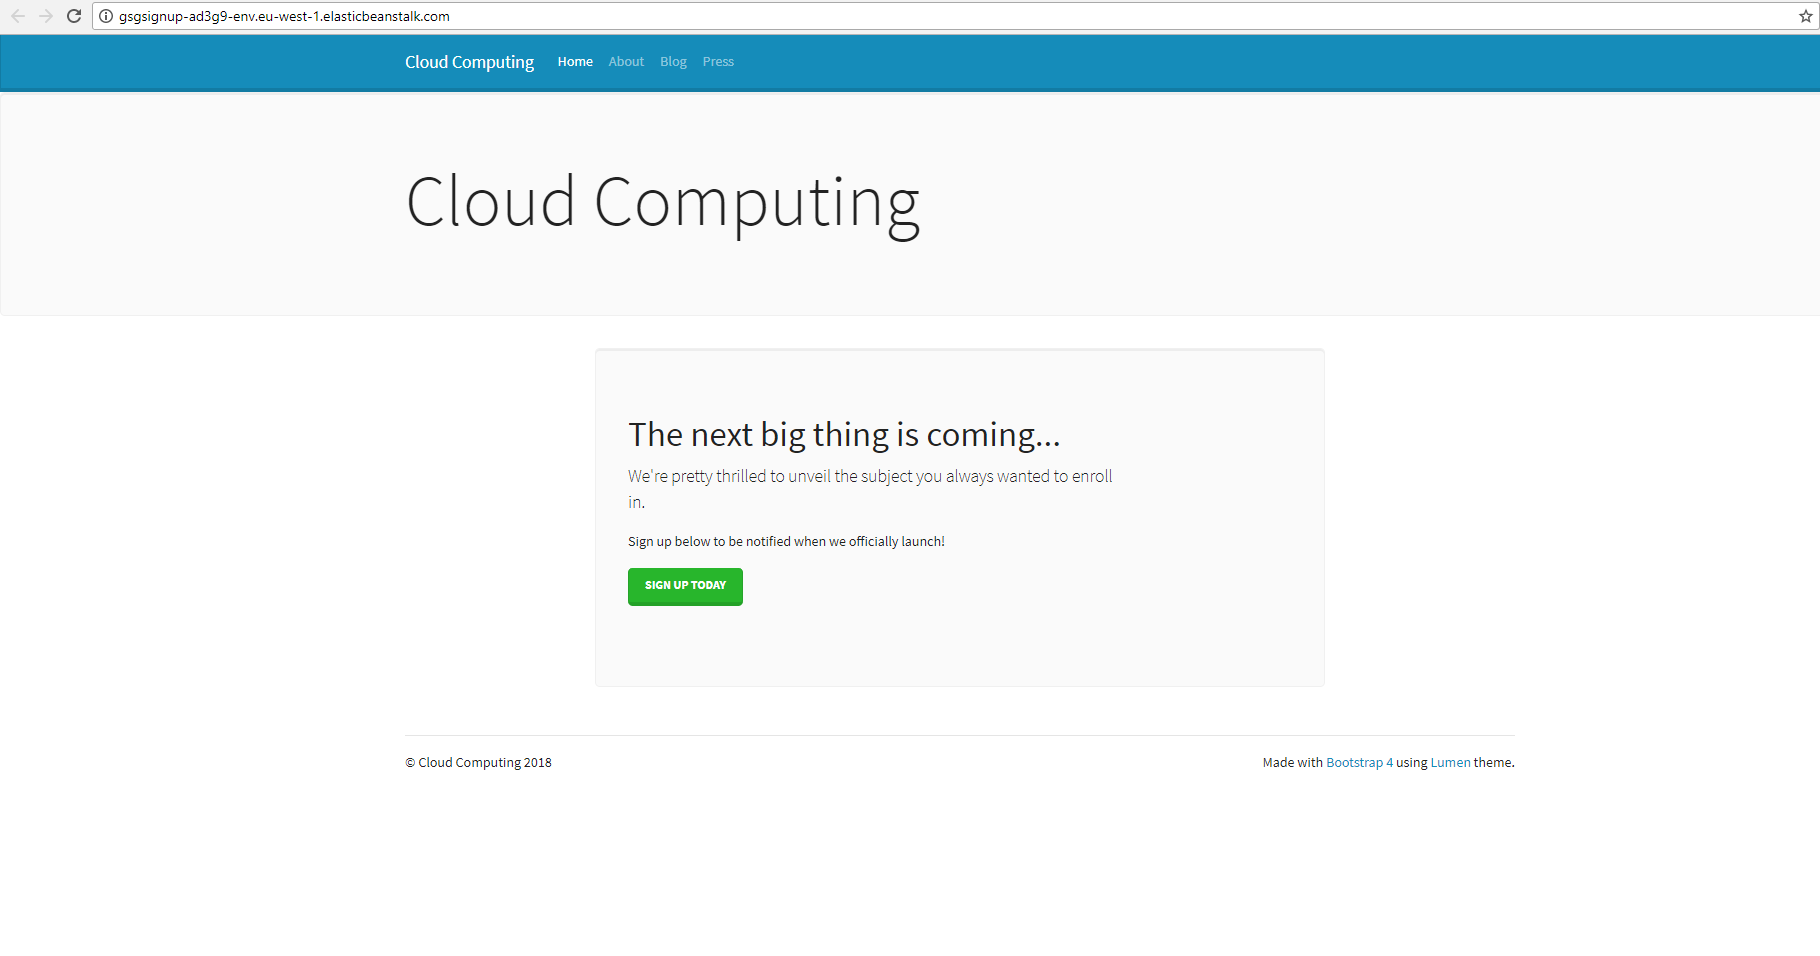 gsgsignup-ad3g9-env.eu-west-1.elasticbeanstalk.com
Cloud Computing Home About Blog Press
Cloud Computing
The next big thing is coming...
We're pretty thrilled to unveil the subject you always wanted to enroll
in.
Sign up below to be notified when we officially launch!
SIGN UP TODAY
© Cloud Computing 2018 Made with Bootstrap 4 using Lumen theme.